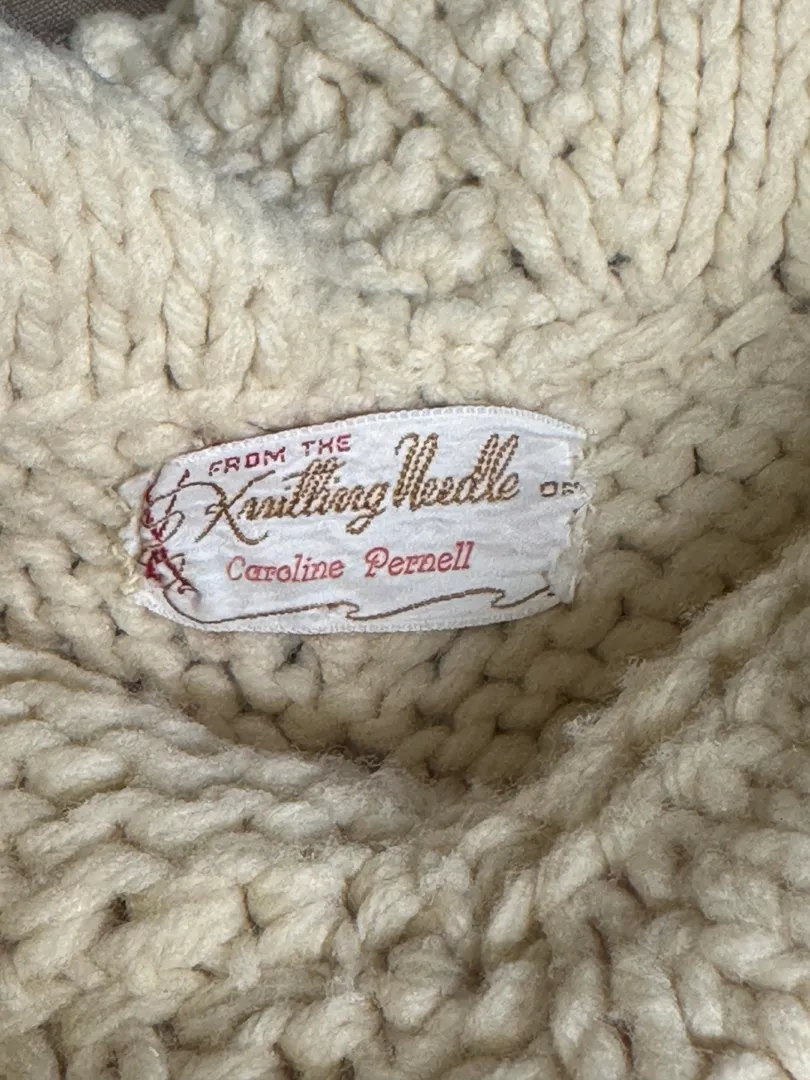 FROM THE
Knitting Needle OF
Caroline Pernell